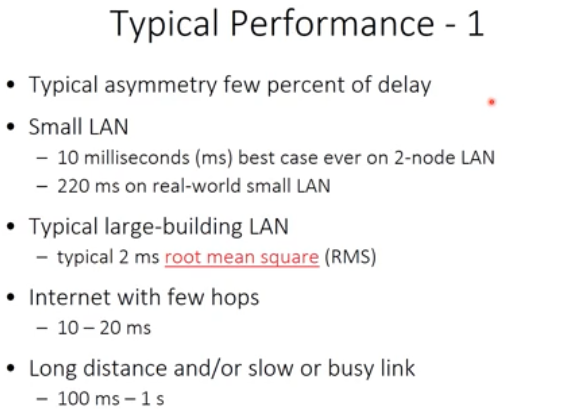 Typical Performance - 1
• Typical asymmetry few percent of delay
• Small LAN
– 10 milliseconds (ms) best case ever on 2-node LAN
– 220 ms on real-world small LAN
• Typical large-building LAN
– typical 2 ms root mean square (RMS)
• Internet with few hops
– 10 – 20 ms
• Long distance and/or slow or busy link
– 100 ms – 1 s